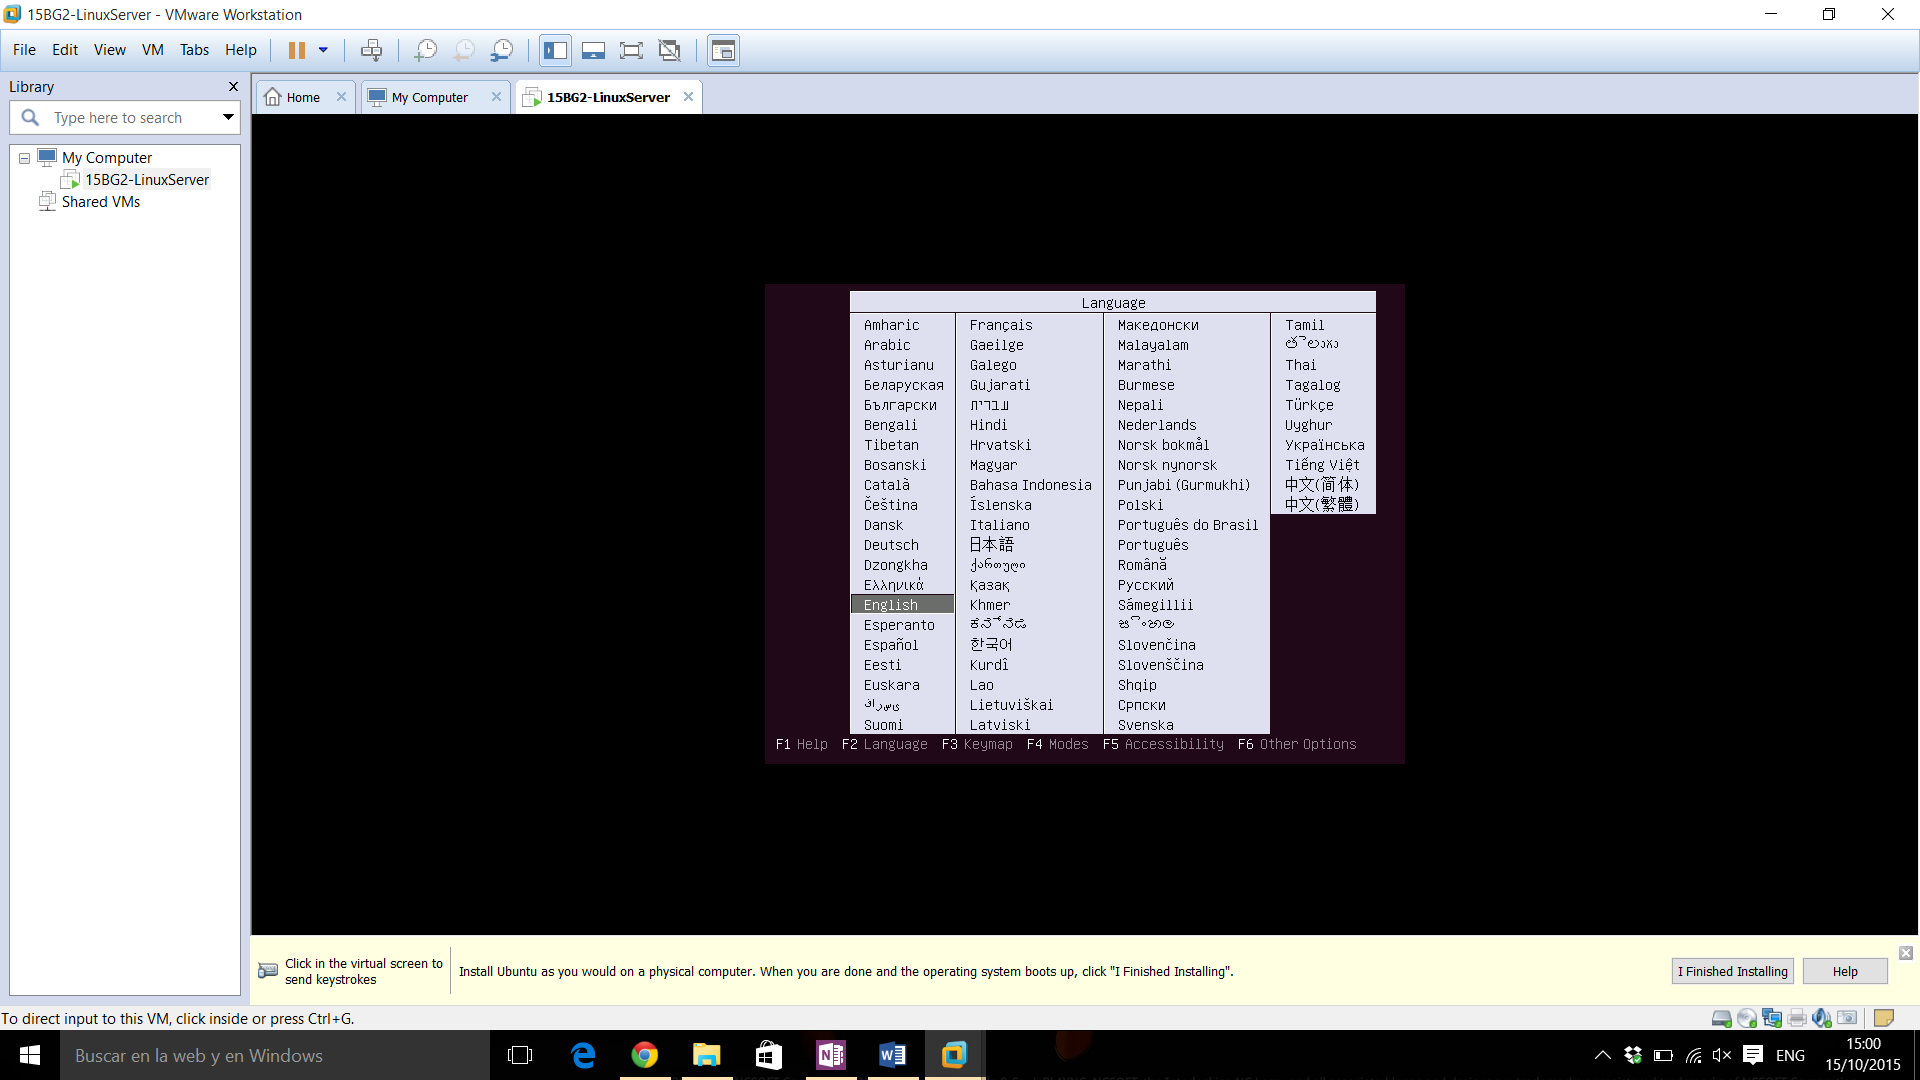 15BG2-LinuxServer - VMware Workstation
File Edit View VM Tabs Help
Library
Type here to search
My Computer
15BG2-LinuxServer
Shared VMs
Home My Computer 15BG2-LinuxServer
Language
Amharic
Arabic
Asturianu
Беларуская
Български
Bengali
Tibetan
Bosanski
Català
Čeština
Dansk
Deutsch
Dzongkha
Ελληνικά
English
Esperanto
Español
Eesti
Euskara
Suomi
Français
Gaeilge
Galego
Gujarati
עברית
Hindi
Hrvatski
Magyar
Bahasa Indonesia
Íslenska
Italiano
日本語
ქართული
Қазақ
Khmer
한국어
Kurdî
Lao
Lietuviškai
Latviski
Македонски
Malayalam
Marathi
Burmese
Nepali
Nederlands
Norsk bokmål
Norsk nynorsk
Punjabi (Gurmukhi)
Polski
Português do Brasil
Português
Română
Русский
Sámegillii
Slovenčina
Slovenščina
Shqip
Српски
Svenska
Tamil
Thai
Tagalog
Türkçe
Uyghur
Українська
Tiếng Việt
中文(简体)
中文(繁體)
F1 Help F2 Language F3 Keymap F4 Modes F5 Accessibility F6 Other Options
Click in the virtual screen to
send keystrokes
Install Ubuntu as you would on a physical computer. When you are done and the operating system boots up, click "I Finished Installing".
I Finished Installing Help
To direct input to this VM, click inside or press Ctrl+G.
Buscar en la web y en Windows
ENG
15:00
15/10/2015